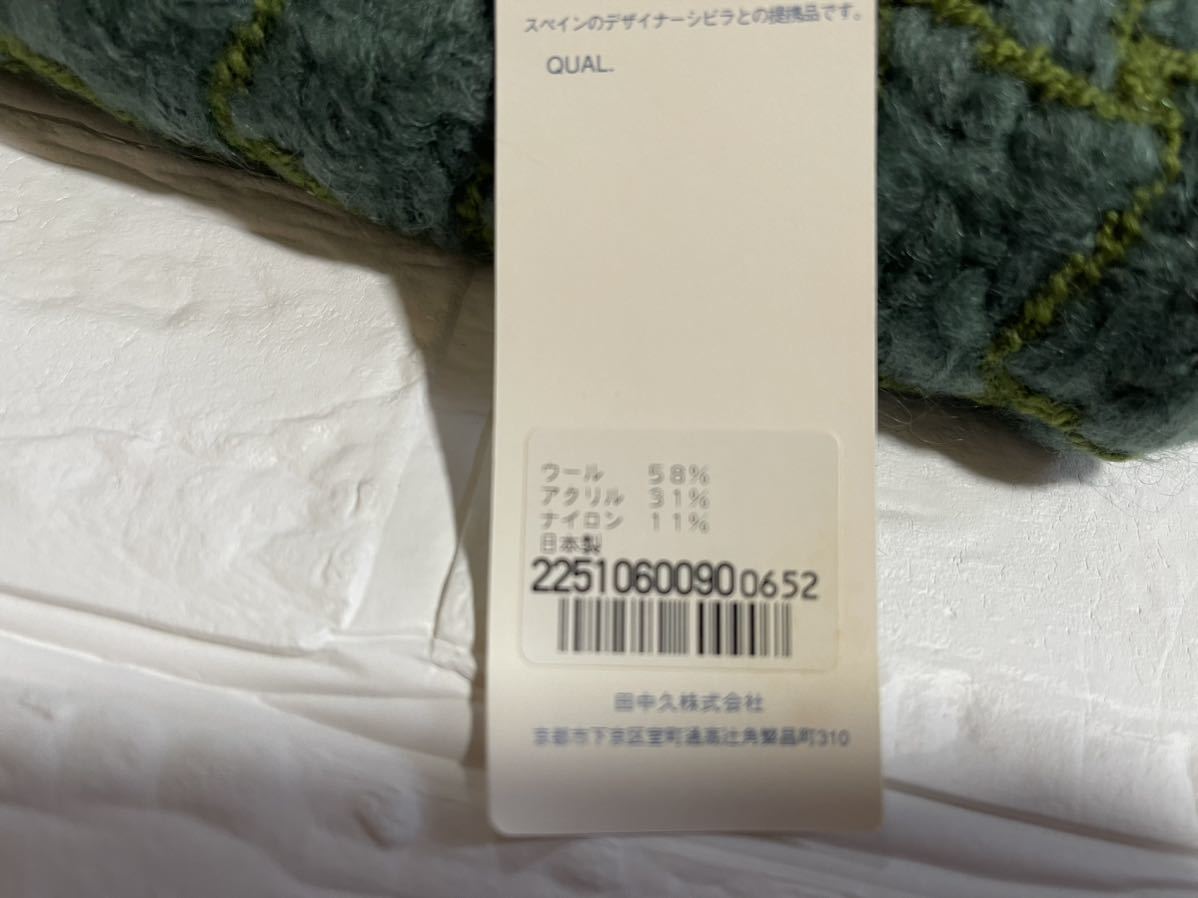 スペインのデザイナーシビラとの提携品です。
QUAL.
ウール 58%
アクリル 31%
ナイロン 11%
日本製
2251060090 0652
田中久株式会社
京都市下京区室町通高辻角繁昌町310